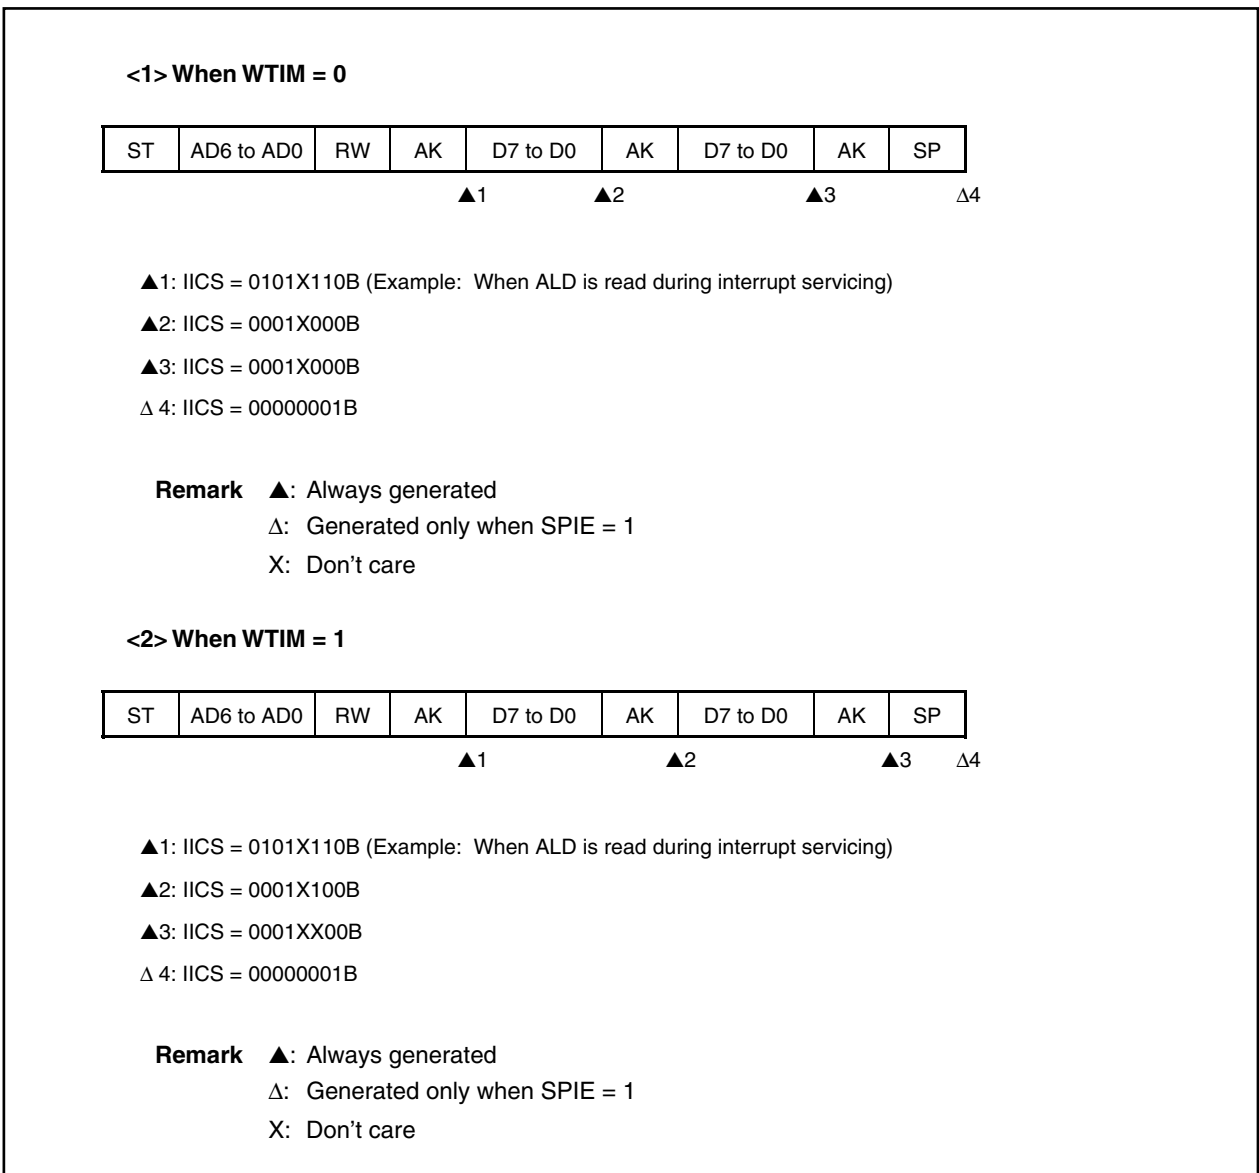 <1> When WTIM = 0
ST AD6 to AD0 RW AK D7 to D0 AK D7 to D0 AK SP
▲1 ▲2 ▲3 Δ4
▲1: IICS = 0101X110B (Example: When ALD is read during interrupt servicing)
▲2: IICS = 0001X000B
▲3: IICS = 0001X000B
Δ 4: IICS = 00000001B
Remark ▲: Always generated
Δ: Generated only when SPIE = 1
X: Don't care
<2> When WTIM = 1
ST AD6 to AD0 RW AK D7 to D0 AK D7 to D0 AK SP
▲1 ▲2 ▲3 Δ4
▲1: IICS = 0101X110B (Example: When ALD is read during interrupt servicing)
▲2: IICS = 0001X100B
▲3: IICS = 0001XX00B
Δ 4: IICS = 00000001B
Remark ▲: Always generated
Δ: Generated only when SPIE = 1
X: Don't care